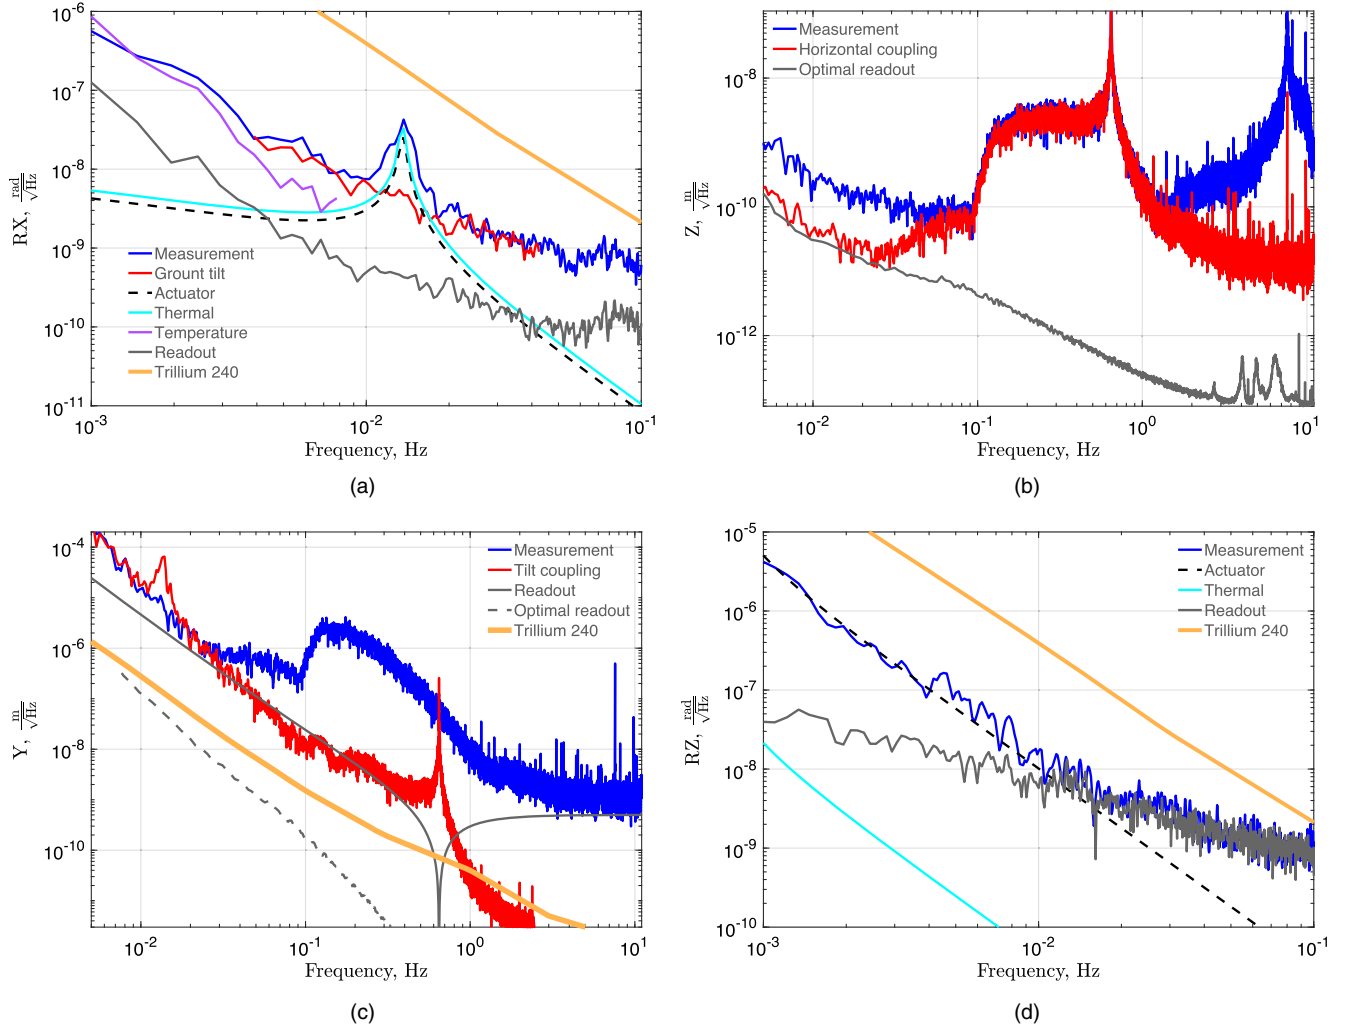 10^-6
10^-7
10^-8
10^-9
10^-10
10^-11
RX, rad/√Hz
Measurement
Ground tilt
Actuator
Thermal
Temperature
Readout
Trillium 240
10^-3
10^-2
10^-1
Frequency, Hz
(a)
10^-8
10^-10
10^-12
Z, m/√Hz
Measurement
Horizontal coupling
Optimal readout
10^-2
10^-1
10^0
10^1
Frequency, Hz
(b)
10^-4
10^-6
10^-8
10^-10
Y, m/√Hz
Measurement
Tilt coupling
Readout
Optimal readout
Trillium 240
10^-2
10^-1
10^0
10^1
Frequency, Hz
(c)
10^-5
10^-6
10^-7
10^-8
10^-9
10^-10
RZ, rad/√Hz
Measurement
Actuator
Thermal
Readout
Trillium 240
10^-3
10^-2
10^-1
Frequency, Hz
(d)